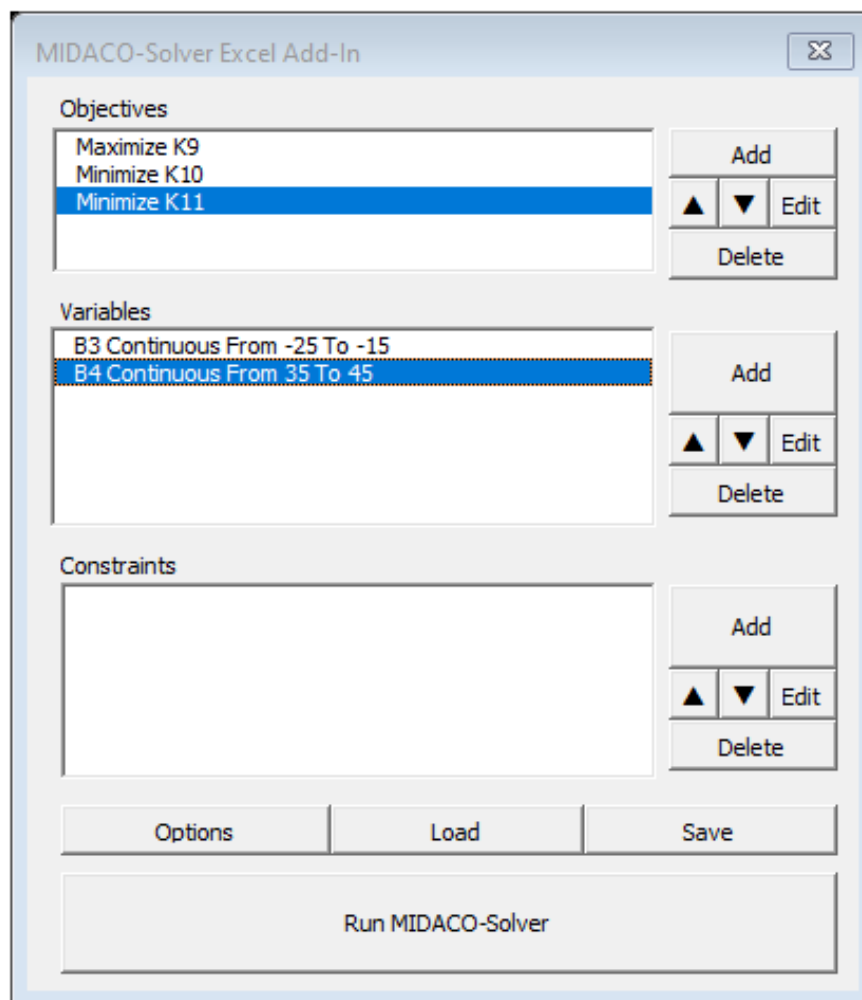 MIDACO-Solver Excel Add-In
Objectives
Maximize K9
Minimize K10
Minimize K11
Add
▲ ▼ Edit
Delete
Variables
B3 Continuous From -25 To -15
B4 Continuous From 35 To 45
Add
▲ ▼ Edit
Delete
Constraints
Add
▲ ▼ Edit
Delete
Options Load Save
Run MIDACO-Solver